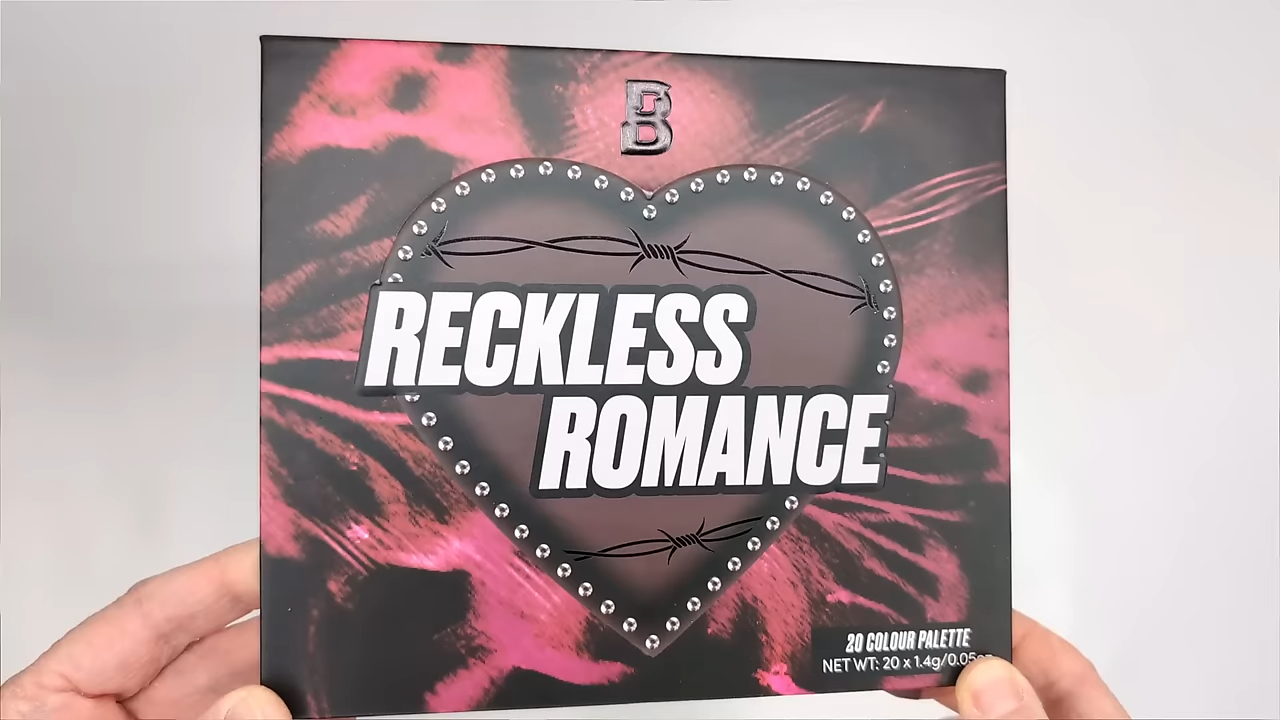 B
RECKLESS
ROMANCE
20 COLOUR PALETTE
NET WT: 20 x 1.4g/0.05